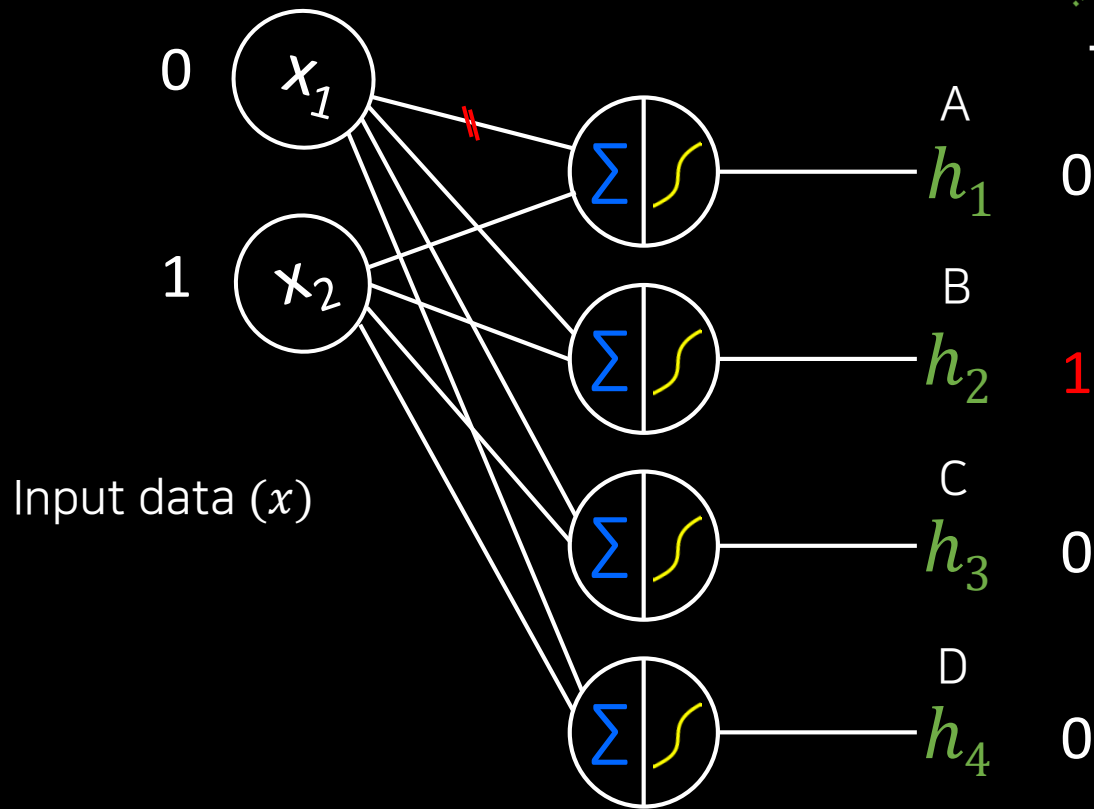 0 x₁
A
h₁ 0
1 x₂
B
h₂ 1
Input data (x)
C
h₃ 0
D
h₄ 0
Σ
Σ
Σ
Σ